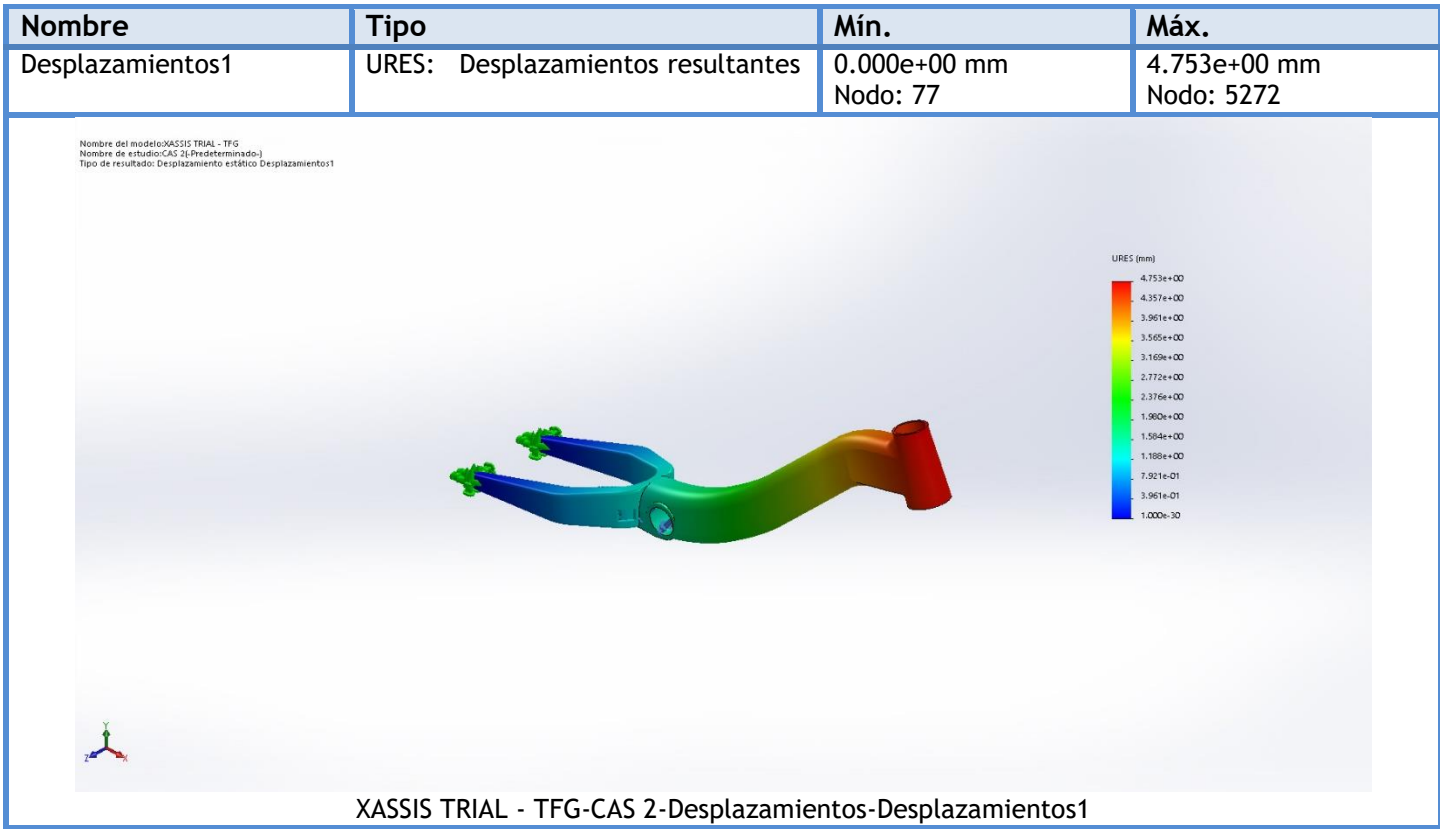 Nombre Tipo Mín. Máx.
Desplazamientos1 URES: Desplazamientos resultantes 0.000e+00 mm 4.753e+00 mm
Nodo: 77 Nodo: 5272
Nombre del modelo:XASSIS TRIAL - TFG
Nombre de estudio:CAS 2(-Predeterminado-)
Tipo de resultado: Desplazamiento estático Desplazamientos1
URES (mm)
4.753e+00
4.357e+00
3.961e+00
3.565e+00
3.169e+00
2.772e+00
2.376e+00
1.980e+00
1.584e+00
1.188e+00
7.921e-01
3.961e-01
1.000e-30
Y
Z X
XASSIS TRIAL - TFG-CAS 2-Desplazamientos-Desplazamientos1